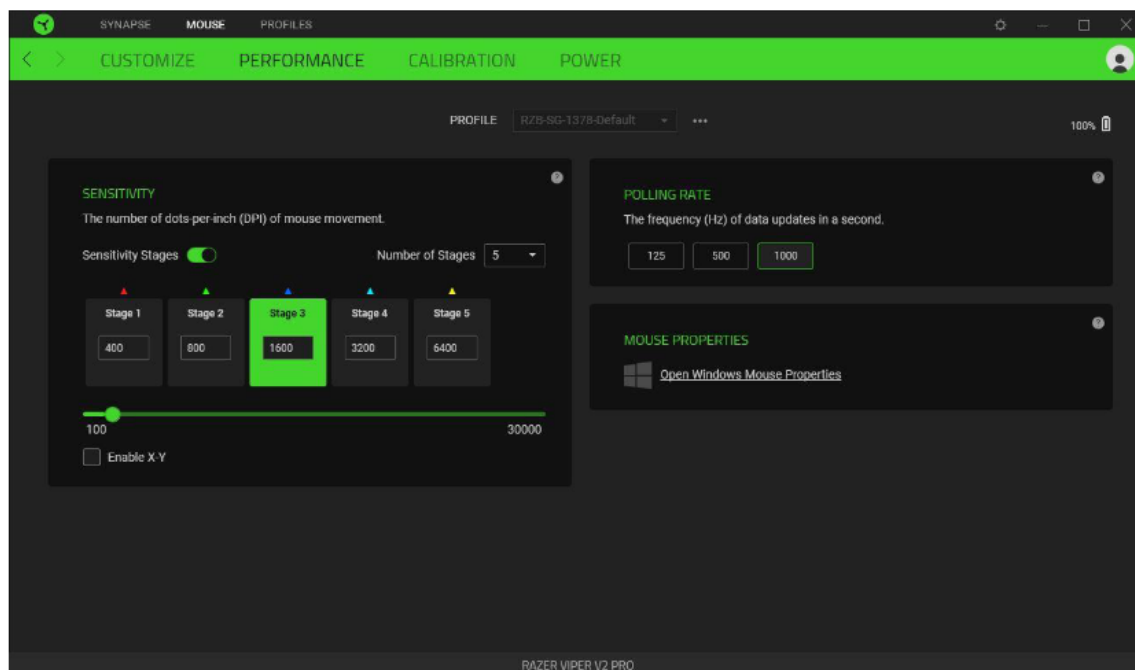 SYNAPSE MOUSE PROFILES
CUSTOMIZE PERFORMANCE CALIBRATION POWER
PROFILE RZ8-SG-1378-Default
100%
SENSITIVITY
The number of dots-per-inch (DPI) of mouse movement.
Sensitivity Stages Number of Stages 5
Stage 1 Stage 2 Stage 3 Stage 4 Stage 5
400 800 1600 3200 6400
100 30000
Enable X-Y
POLLING RATE
The frequency (Hz) of data updates in a second.
125 500 1000
MOUSE PROPERTIES
Open Windows Mouse Properties
RAZER VIPER V2 PRO